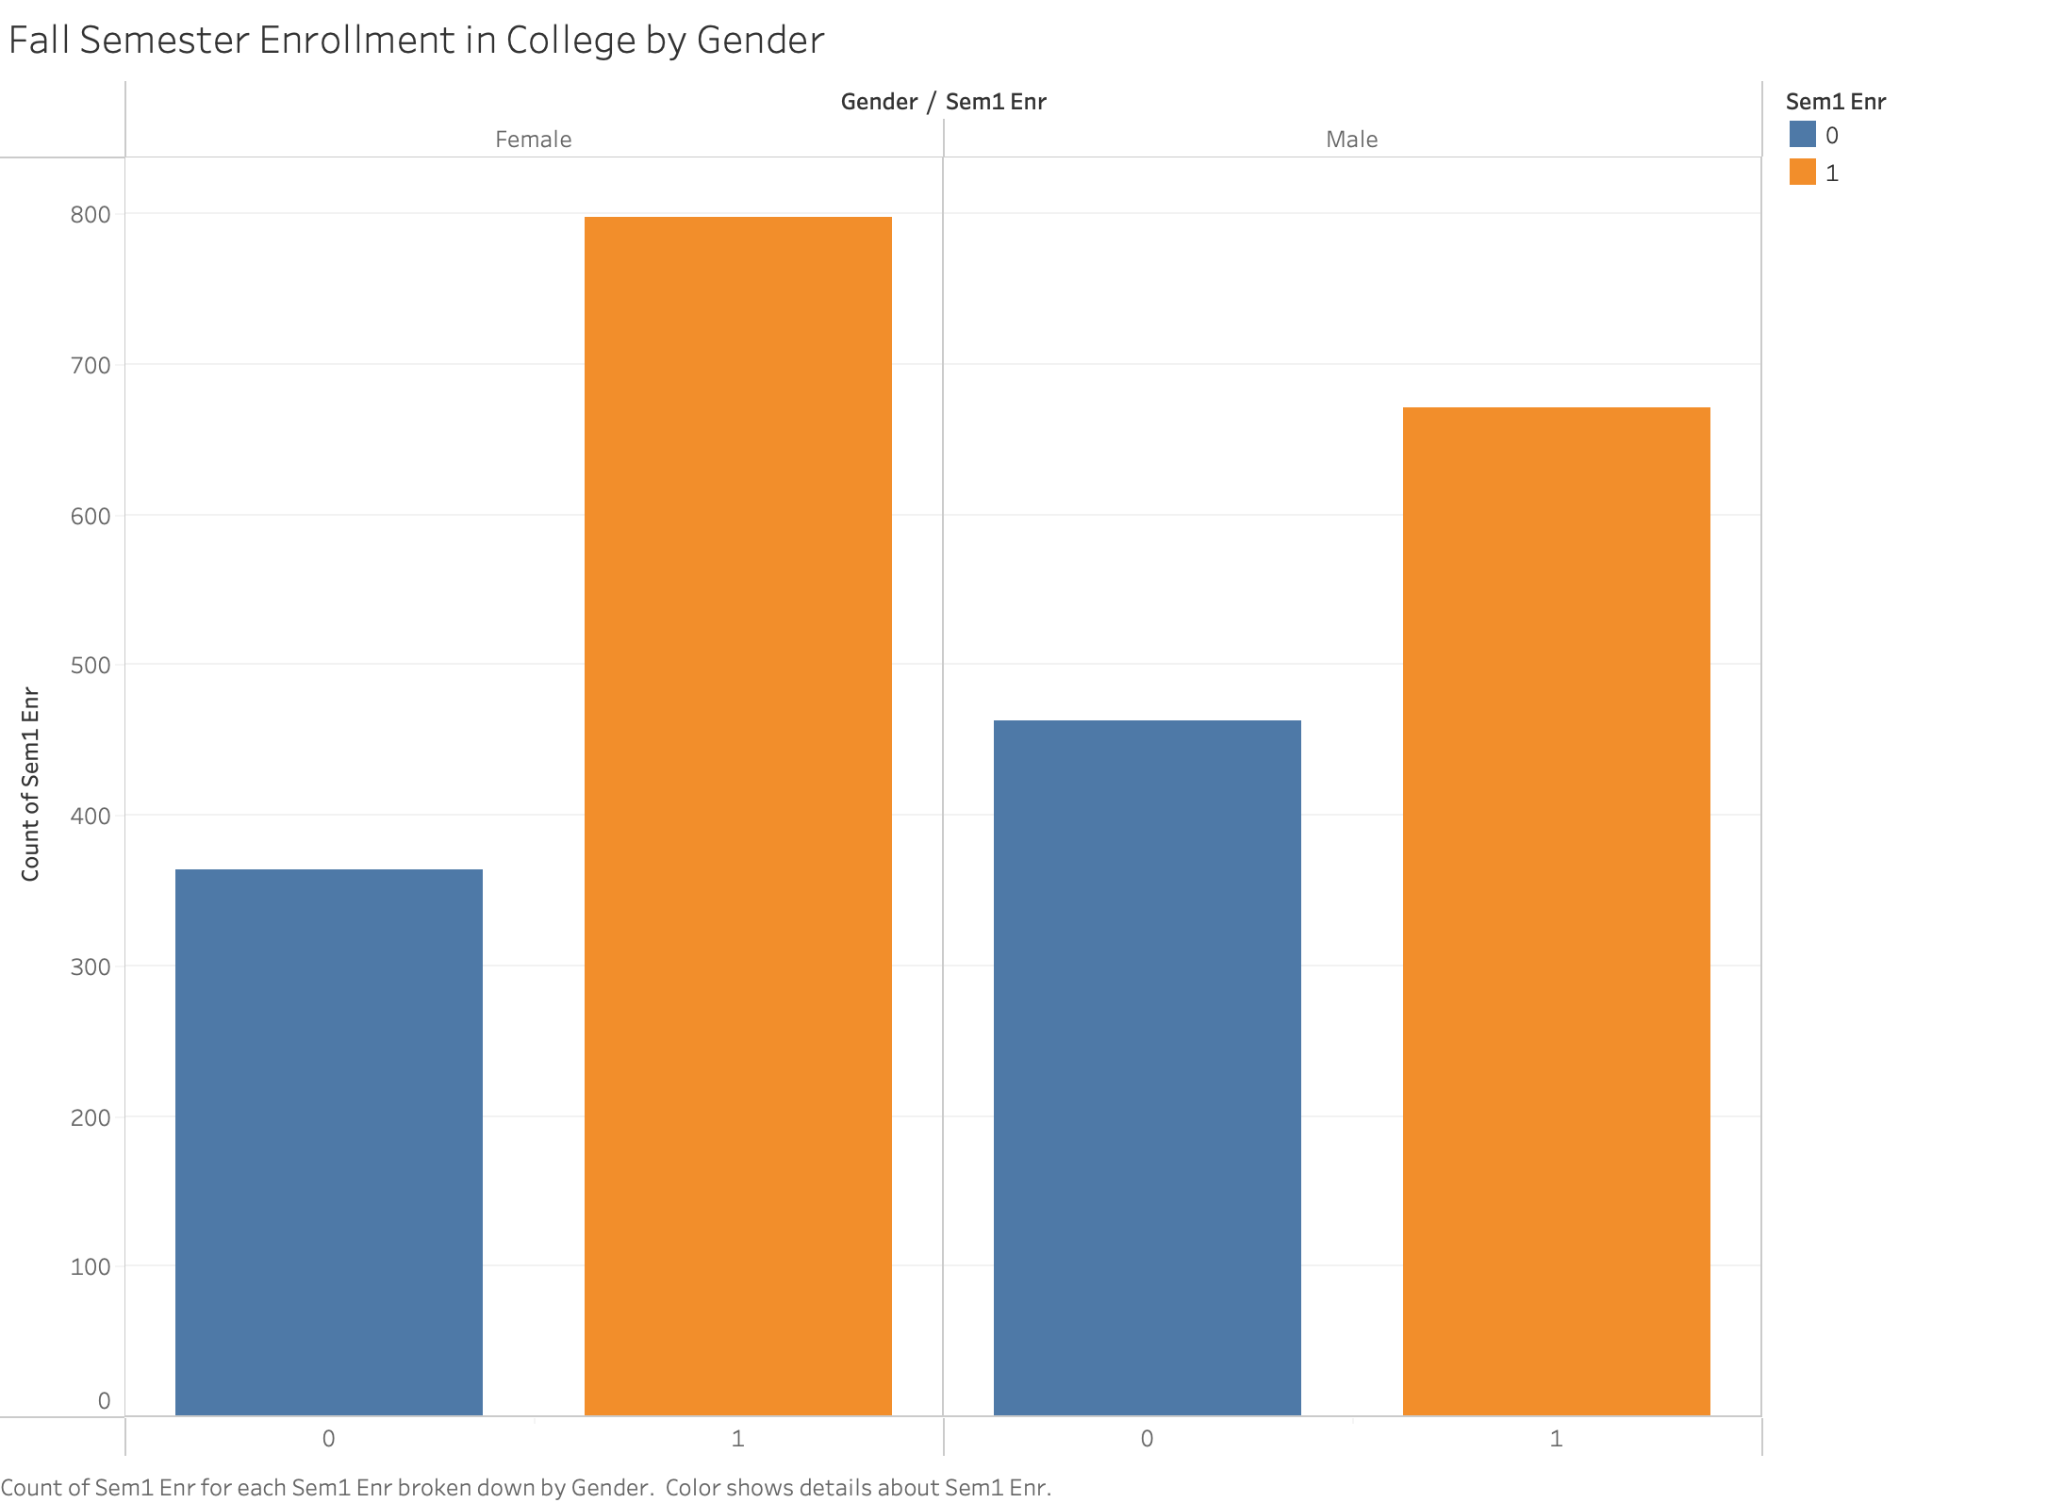 Fall Semester Enrollment in College by Gender
Gender / Sem1 Enr
Female
Male
Sem1 Enr
0
1
800
700
600
500
400
300
200
100
0
Count of Sem1 Enr
0
1
0
1
Count of Sem1 Enr for each Sem1 Enr broken down by Gender.  Color shows details about Sem1 Enr.